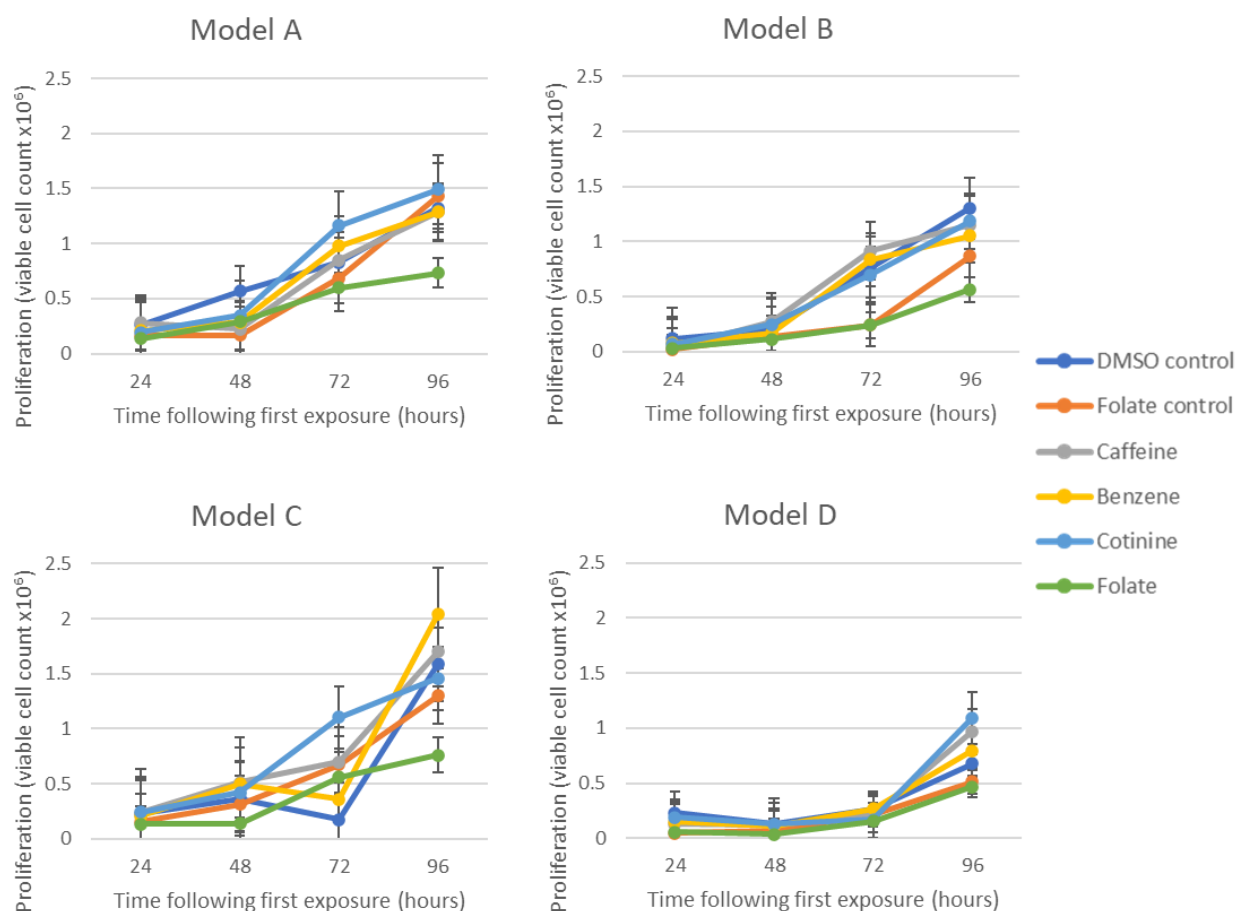 Model A
Proliferation (viable cell count x10⁶)
2.5
2
1.5
1
0.5
0
24 48 72 96
Time following first exposure (hours)
Model B
Proliferation (viable cell count x10⁶)
2.5
2
1.5
1
0.5
0
24 48 72 96
Time following first exposure (hours)
Model C
Proliferation (viable cell count x10⁶)
2.5
2
1.5
1
0.5
0
24 48 72 96
Time following first exposure (hours)
Model D
Proliferation (viable cell count x10⁶)
2.5
2
1.5
1
0.5
0
24 48 72 96
Time following first exposure (hours)
DMSO control
Folate control
Caffeine
Benzene
Cotinine
Folate